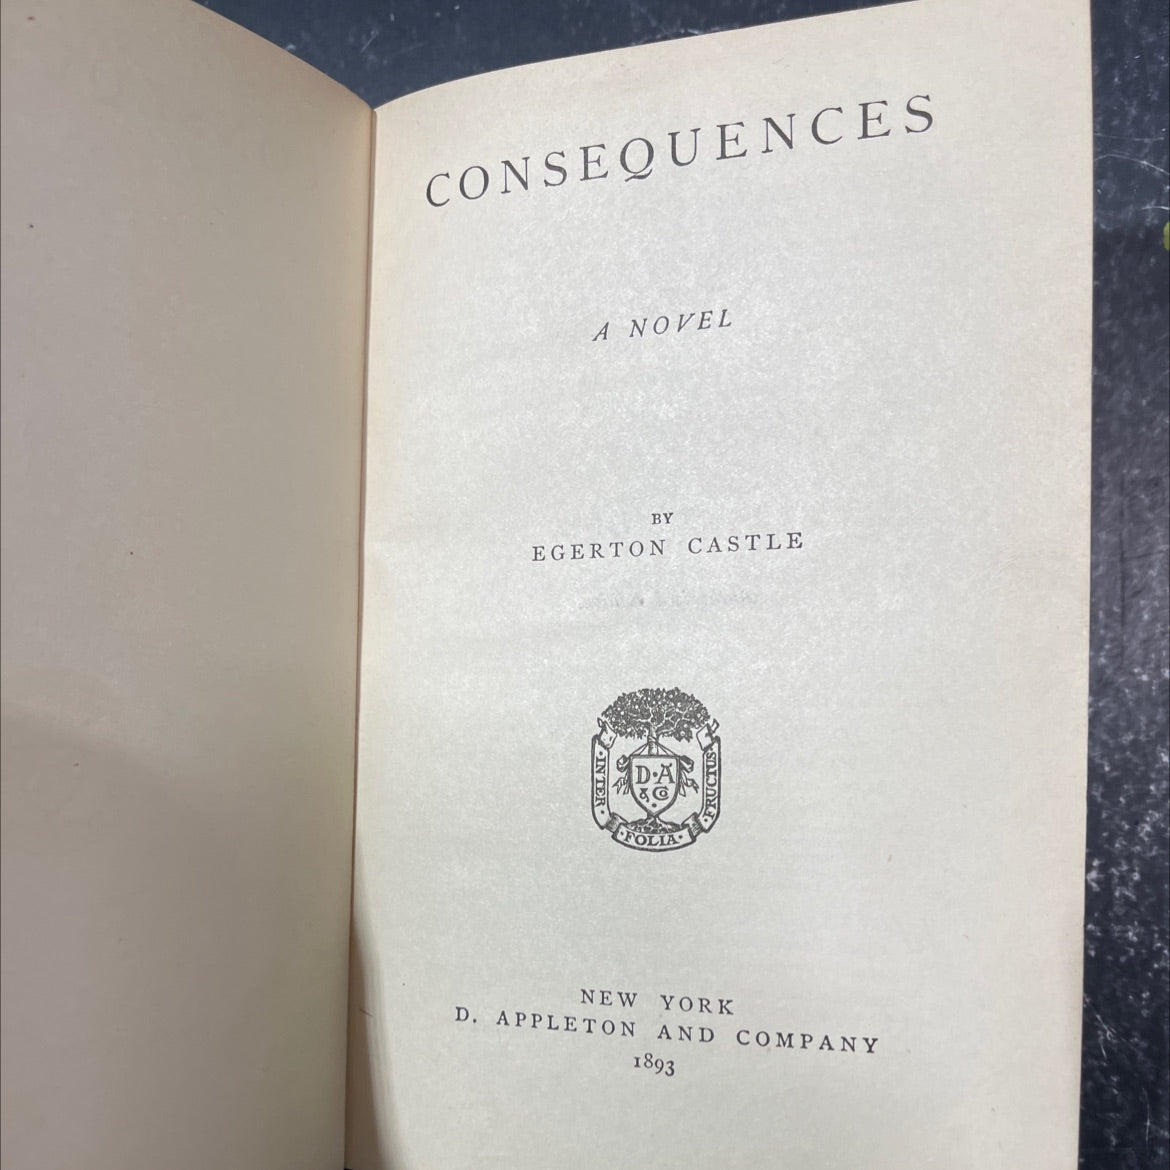 CONSEQUENCES
A NOVEL
BY
EGERTON CASTLE
D·A
& Co
·INTER·
·FOLIA·
·FRUCTUS·
NEW YORK
D. APPLETON AND COMPANY
1893